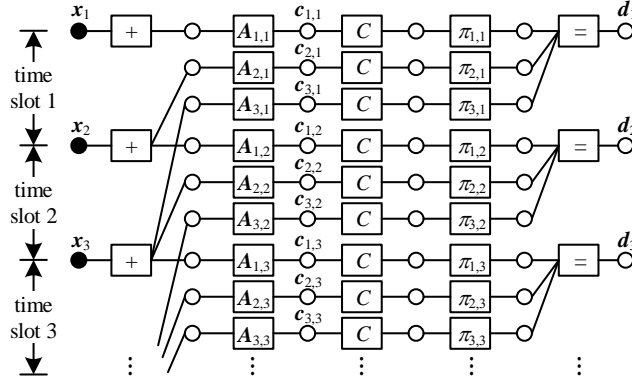 x1 + A1,1 c1,1 C π1,1 = d1
A2,1 c2,1 C π2,1
time
slot 1
A3,1 c3,1 C π3,1
x2 + A1,2 c1,2 C π1,2 =
A2,2 c2,2 C π2,2
time
slot 2
A3,2 c3,2 C π3,2
x3 + A1,3 c1,3 C π1,3 =
A2,3 c2,3 C π2,3
time
slot 3
A3,3 c3,3 C π3,3